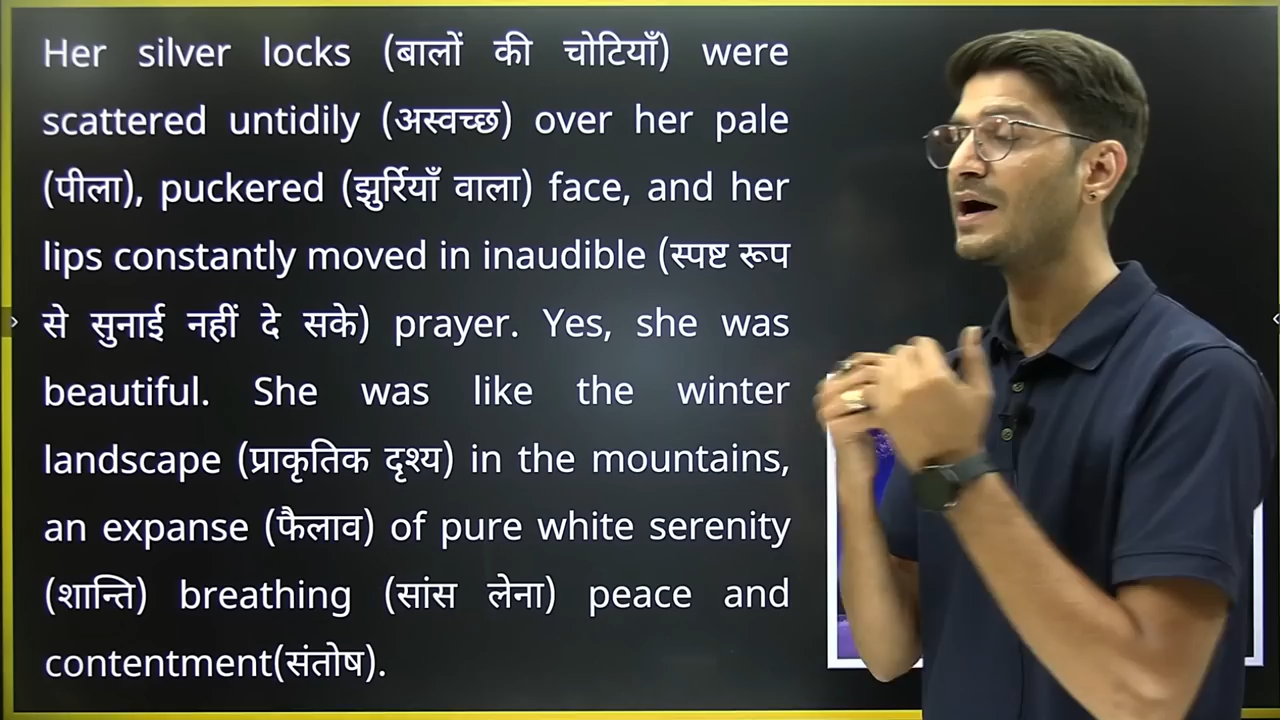 Her silver locks (बालों की चोटियाँ) were
scattered untidily (अस्वच्छ) over her pale
(पीला), puckered (झुर्रियाँ वाला) face, and her
lips constantly moved in inaudible (स्पष्ट रूप
से सुनाई नहीं दे सके) prayer. Yes, she was
beautiful. She was like the winter
landscape (प्राकृतिक दृश्य) in the mountains,
an expanse (फैलाव) of pure white serenity
(शान्ति) breathing (सांस लेना) peace and
contentment(संतोष).